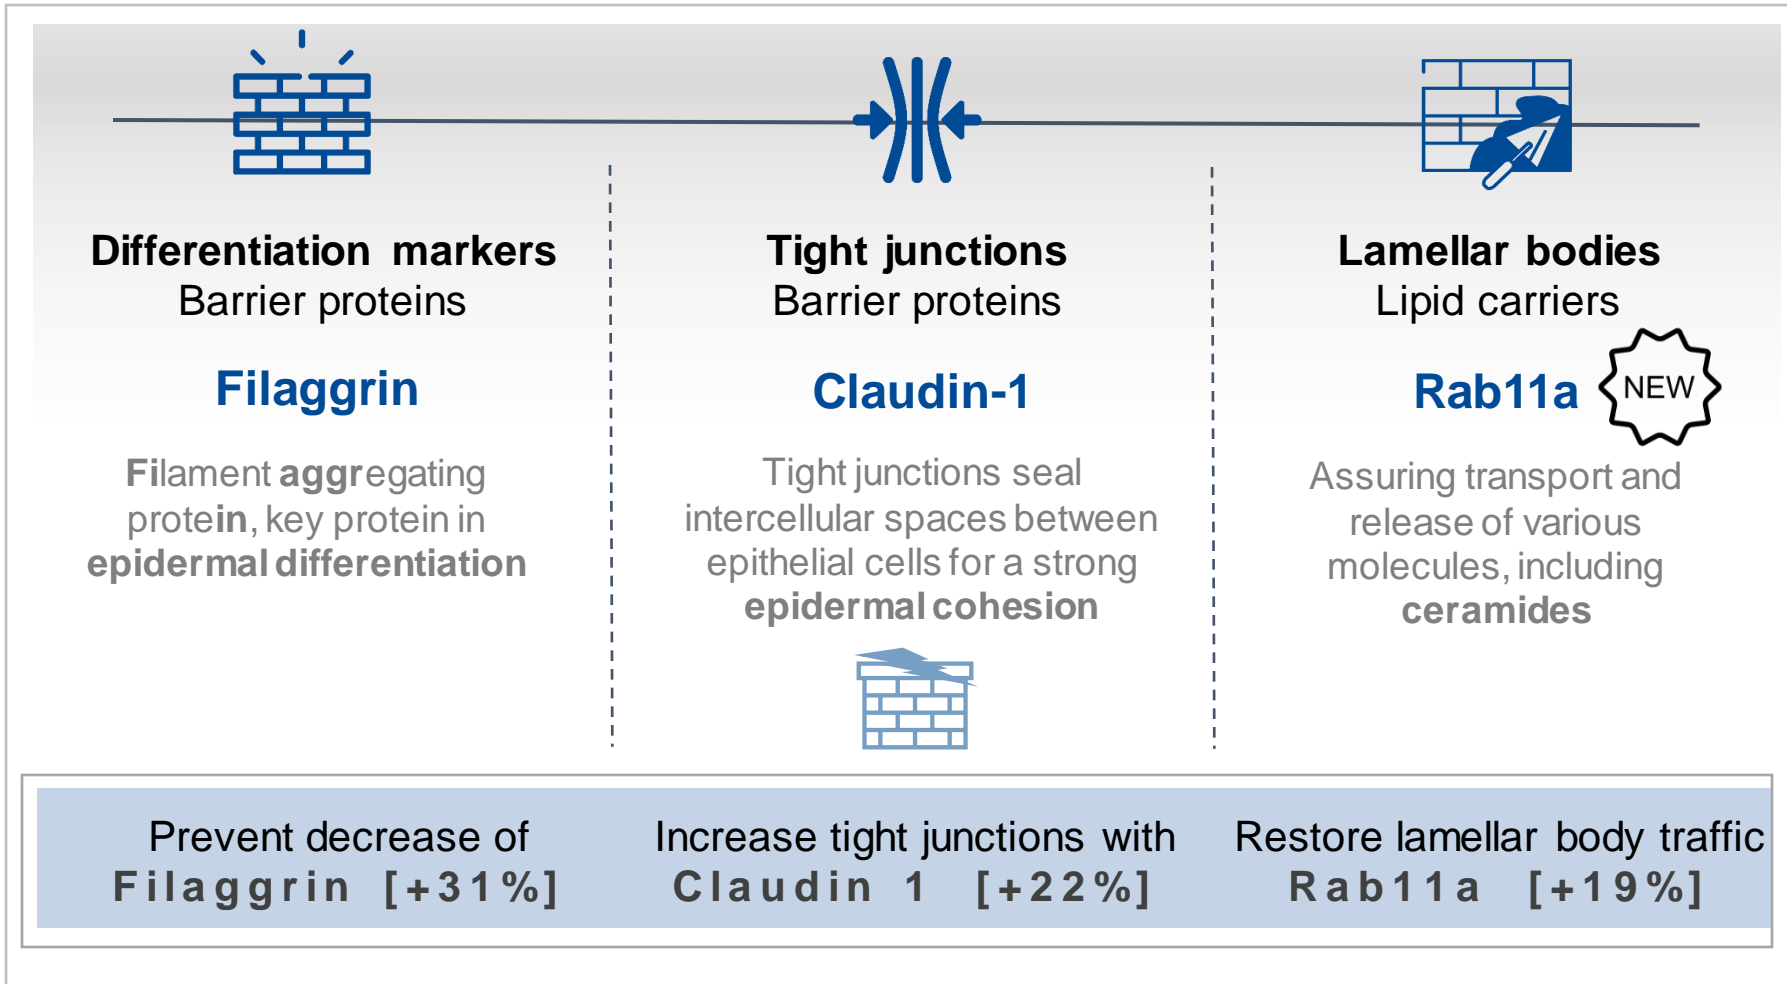 Differentiation markers
Barrier proteins
Filaggrin
Filament aggregating
protein, key protein in
epidermal differentiation
Tight junctions
Barrier proteins
Claudin-1
Tight junctions seal
intercellular spaces between
epithelial cells for a strong
epidermal cohesion
Lamellar bodies
Lipid carriers
Rab11a
NEW
Assuring transport and
release of various
molecules, including
ceramides
Prevent decrease of
Filaggrin [+31%]
Increase tight junctions with
Claudin 1 [+22%]
Restore lamellar body traffic
Rab11a [+19%]